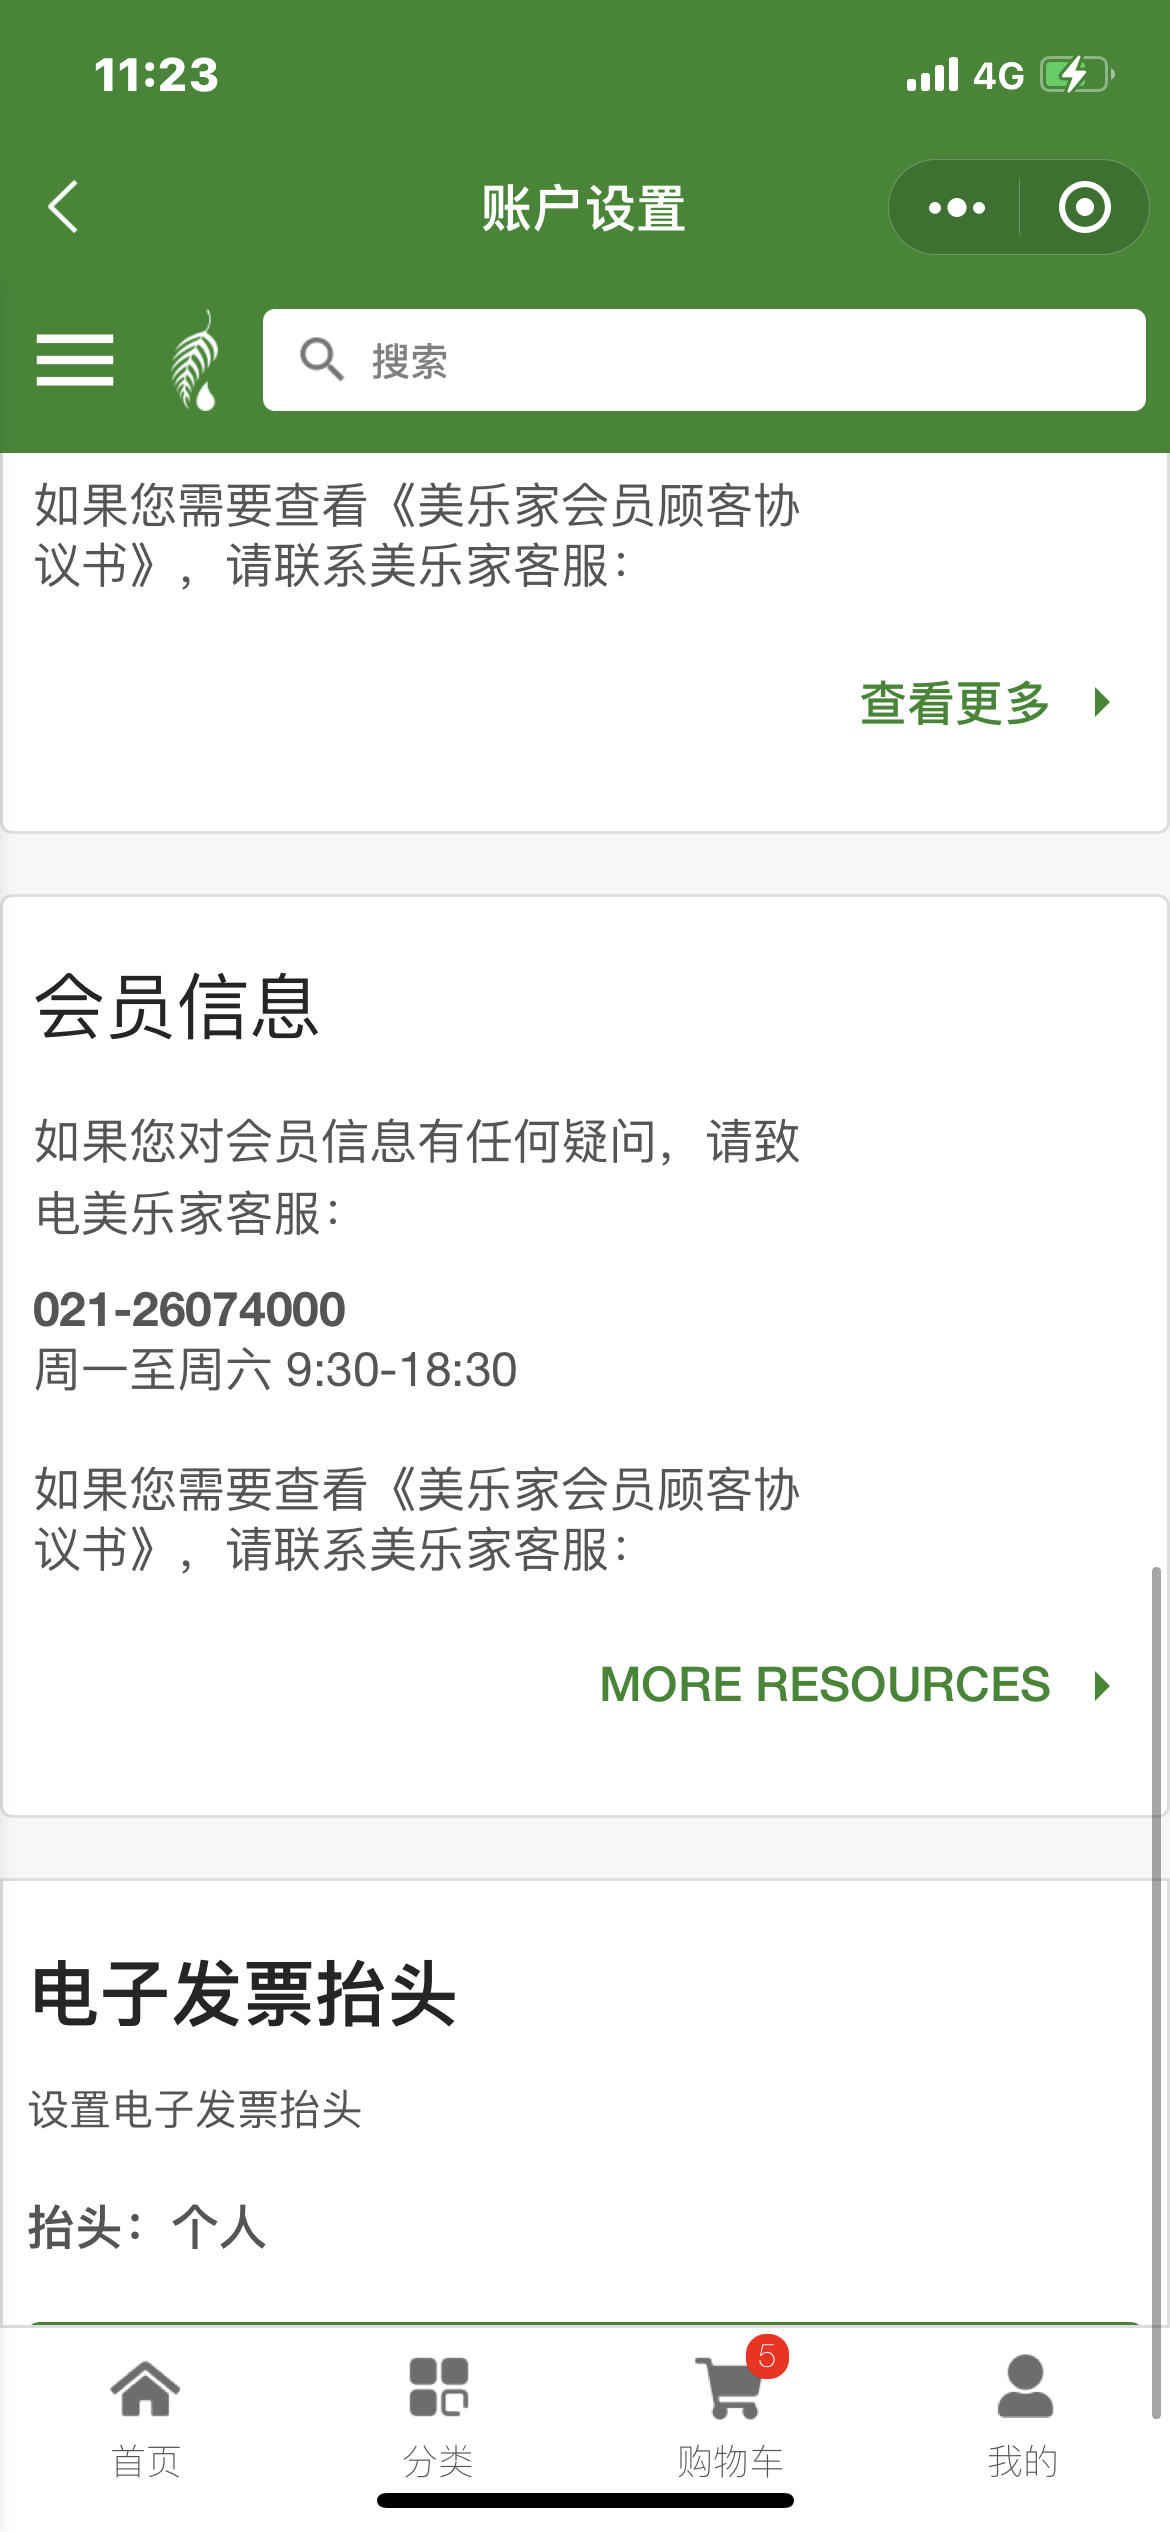 11:23
4G
账户设置
搜索
如果您需要查看《美乐家会员顾客协
议书》，请联系美乐家客服：
查看更多
会员信息
如果您对会员信息有任何疑问，请致
电美乐家客服：
021-26074000
周一至周六 9:30-18:30
如果您需要查看《美乐家会员顾客协
议书》，请联系美乐家客服：
MORE RESOURCES
电子发票抬头
设置电子发票抬头
抬头：个人
5
首页
分类
购物车
我的